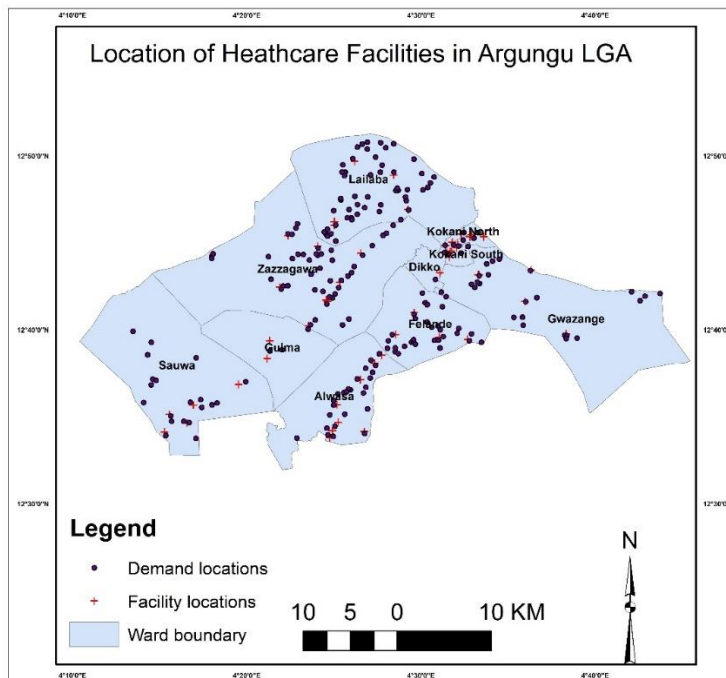 4°10'0"E 4°20'0"E 4°30'0"E 4°40'0"E
Location of Heathcare Facilities in Argungu LGA
12°50'0"N 12°50'0"N
Lailaba
Kokani North
Kokani South
Zazzagawa Dikko
Felande Gwazange
12°40'0"N 12°40'0"N
Gulma
Sauwa
Alwasa
12°30'0"N 12°30'0"N
Legend
Demand locations
Facility locations
Ward boundary
10 5 0 10 KM
N
4°10'0"E 4°20'0"E 4°30'0"E 4°40'0"E